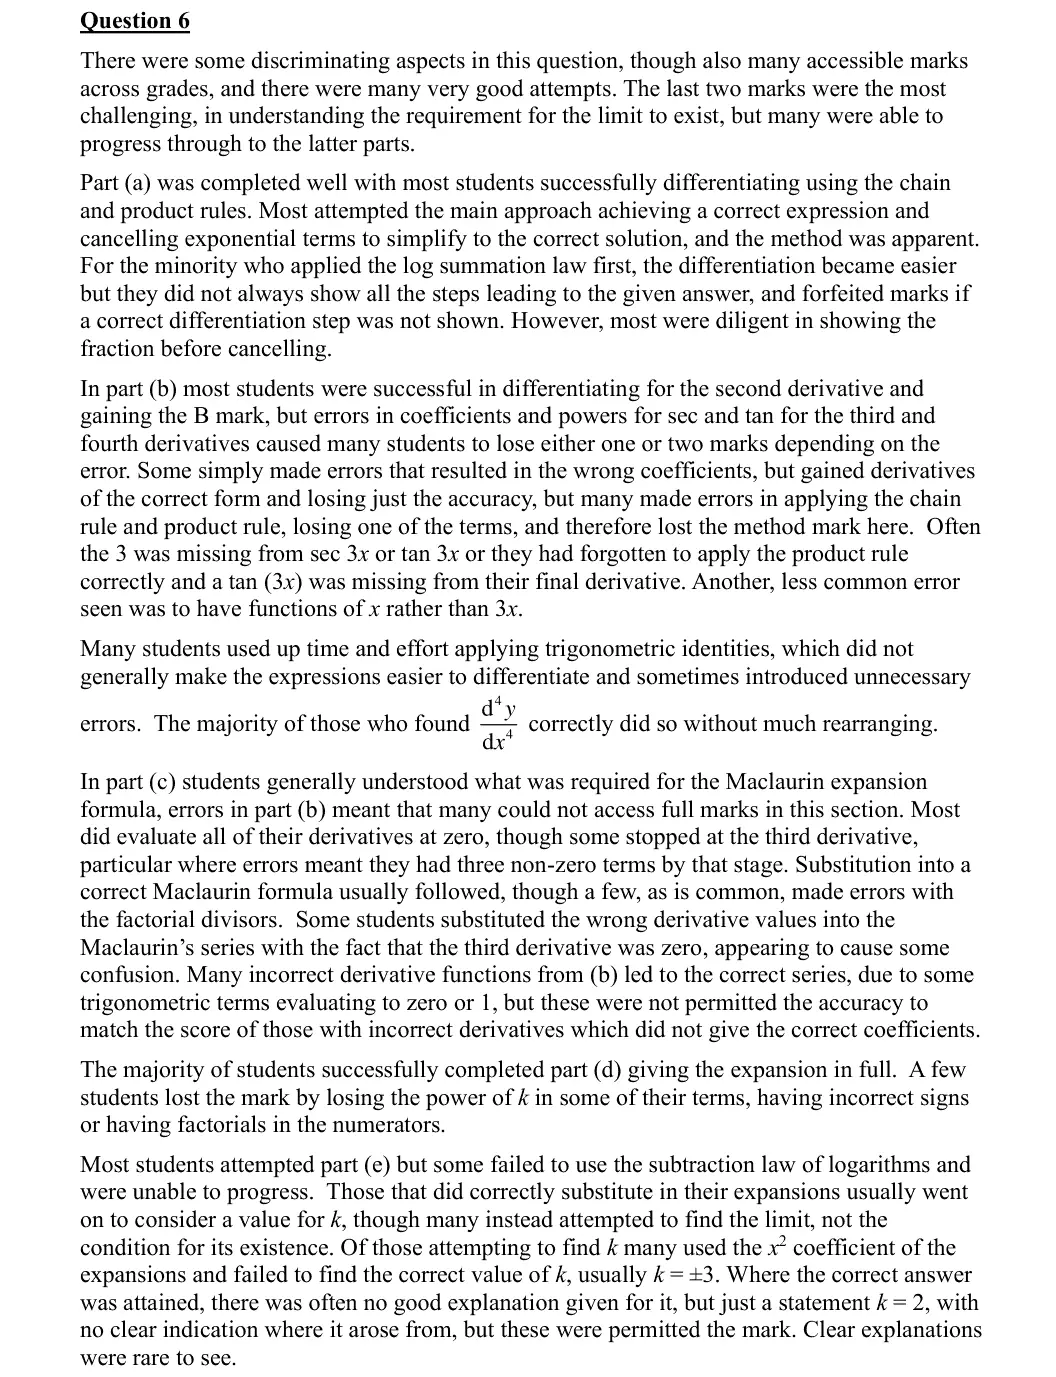 Question 6
There were some discriminating aspects in this question, though also many accessible marks
across grades, and there were many very good attempts. The last two marks were the most
challenging, in understanding the requirement for the limit to exist, but many were able to
progress through to the latter parts.
Part (a) was completed well with most students successfully differentiating using the chain
and product rules. Most attempted the main approach achieving a correct expression and
cancelling exponential terms to simplify to the correct solution, and the method was apparent.
For the minority who applied the log summation law first, the differentiation became easier
but they did not always show all the steps leading to the given answer, and forfeited marks if
a correct differentiation step was not shown. However, most were diligent in showing the
fraction before cancelling.
In part (b) most students were successful in differentiating for the second derivative and
gaining the B mark, but errors in coefficients and powers for sec and tan for the third and
fourth derivatives caused many students to lose either one or two marks depending on the
error. Some simply made errors that resulted in the wrong coefficients, but gained derivatives
of the correct form and losing just the accuracy, but many made errors in applying the chain
rule and product rule, losing one of the terms, and therefore lost the method mark here.  Often
the 3 was missing from sec 3x or tan 3x or they had forgotten to apply the product rule
correctly and a tan (3x) was missing from their final derivative. Another, less common error
seen was to have functions of x rather than 3x.
Many students used up time and effort applying trigonometric identities, which did not
generally make the expressions easier to differentiate and sometimes introduced unnecessary
errors.  The majority of those who found d⁴y/dx⁴ correctly did so without much rearranging.
In part (c) students generally understood what was required for the Maclaurin expansion
formula, errors in part (b) meant that many could not access full marks in this section. Most
did evaluate all of their derivatives at zero, though some stopped at the third derivative,
particular where errors meant they had three non-zero terms by that stage. Substitution into a
correct Maclaurin formula usually followed, though a few, as is common, made errors with
the factorial divisors.  Some students substituted the wrong derivative values into the
Maclaurin’s series with the fact that the third derivative was zero, appearing to cause some
confusion. Many incorrect derivative functions from (b) led to the correct series, due to some
trigonometric terms evaluating to zero or 1, but these were not permitted the accuracy to
match the score of those with incorrect derivatives which did not give the correct coefficients.
The majority of students successfully completed part (d) giving the expansion in full.  A few
students lost the mark by losing the power of k in some of their terms, having incorrect signs
or having factorials in the numerators.
Most students attempted part (e) but some failed to use the subtraction law of logarithms and
were unable to progress.  Those that did correctly substitute in their expansions usually went
on to consider a value for k, though many instead attempted to find the limit, not the
condition for its existence. Of those attempting to find k many used the x² coefficient of the
expansions and failed to find the correct value of k, usually k = ±3. Where the correct answer
was attained, there was often no good explanation given for it, but just a statement k = 2, with
no clear indication where it arose from, but these were permitted the mark. Clear explanations
were rare to see.